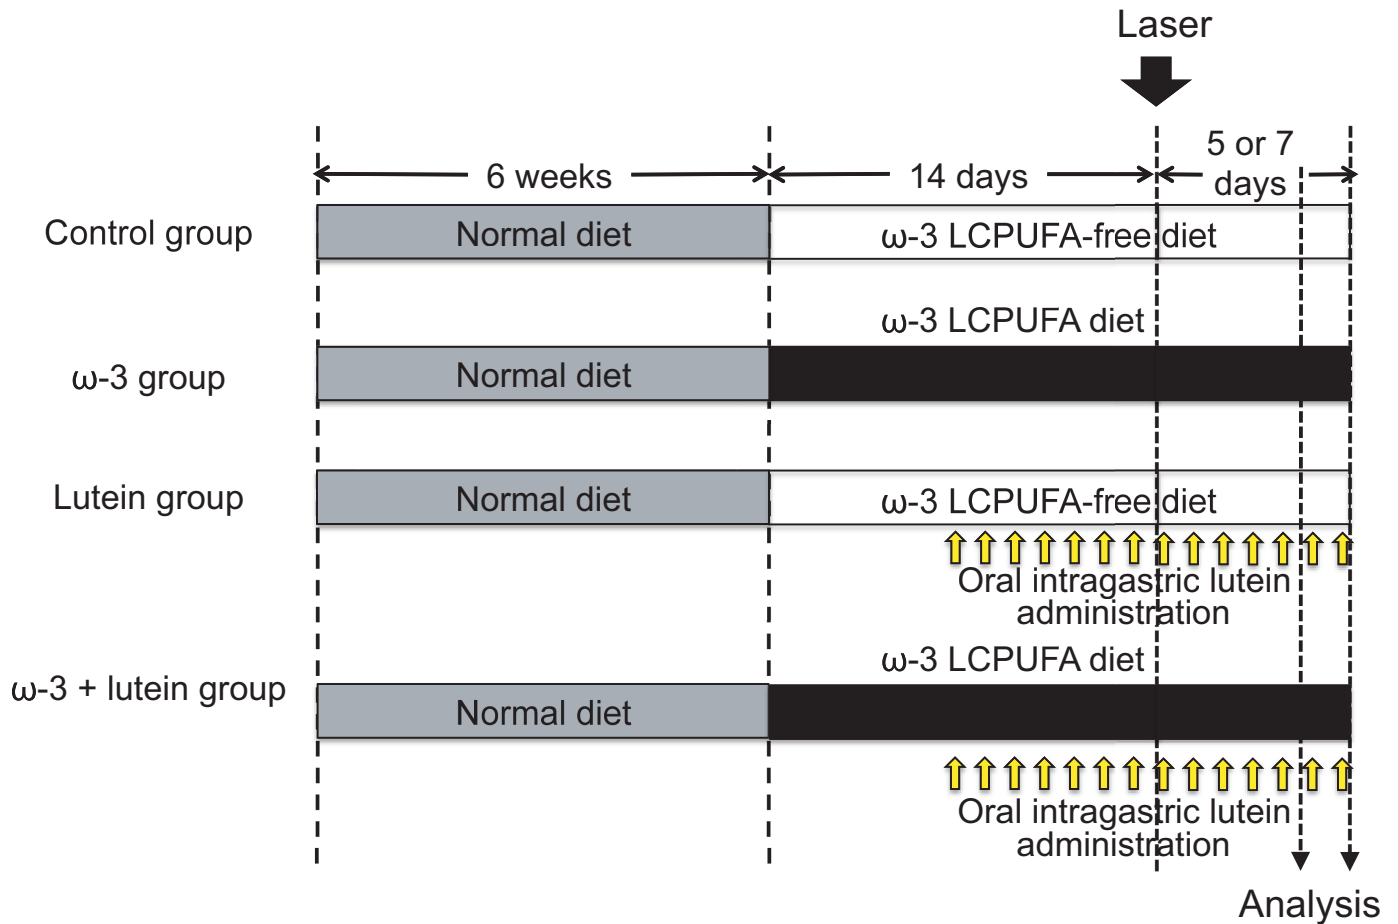 Laser
6 weeks
14 days
5 or 7
days
Control group
Normal diet
ω-3 LCPUFA-free diet
ω-3 LCPUFA diet
ω-3 group
Normal diet
Lutein group
Normal diet
ω-3 LCPUFA-free diet
Oral intragastric lutein
administration
ω-3 LCPUFA diet
ω-3 + lutein group
Normal diet
Oral intragastric lutein
administration
Analysis